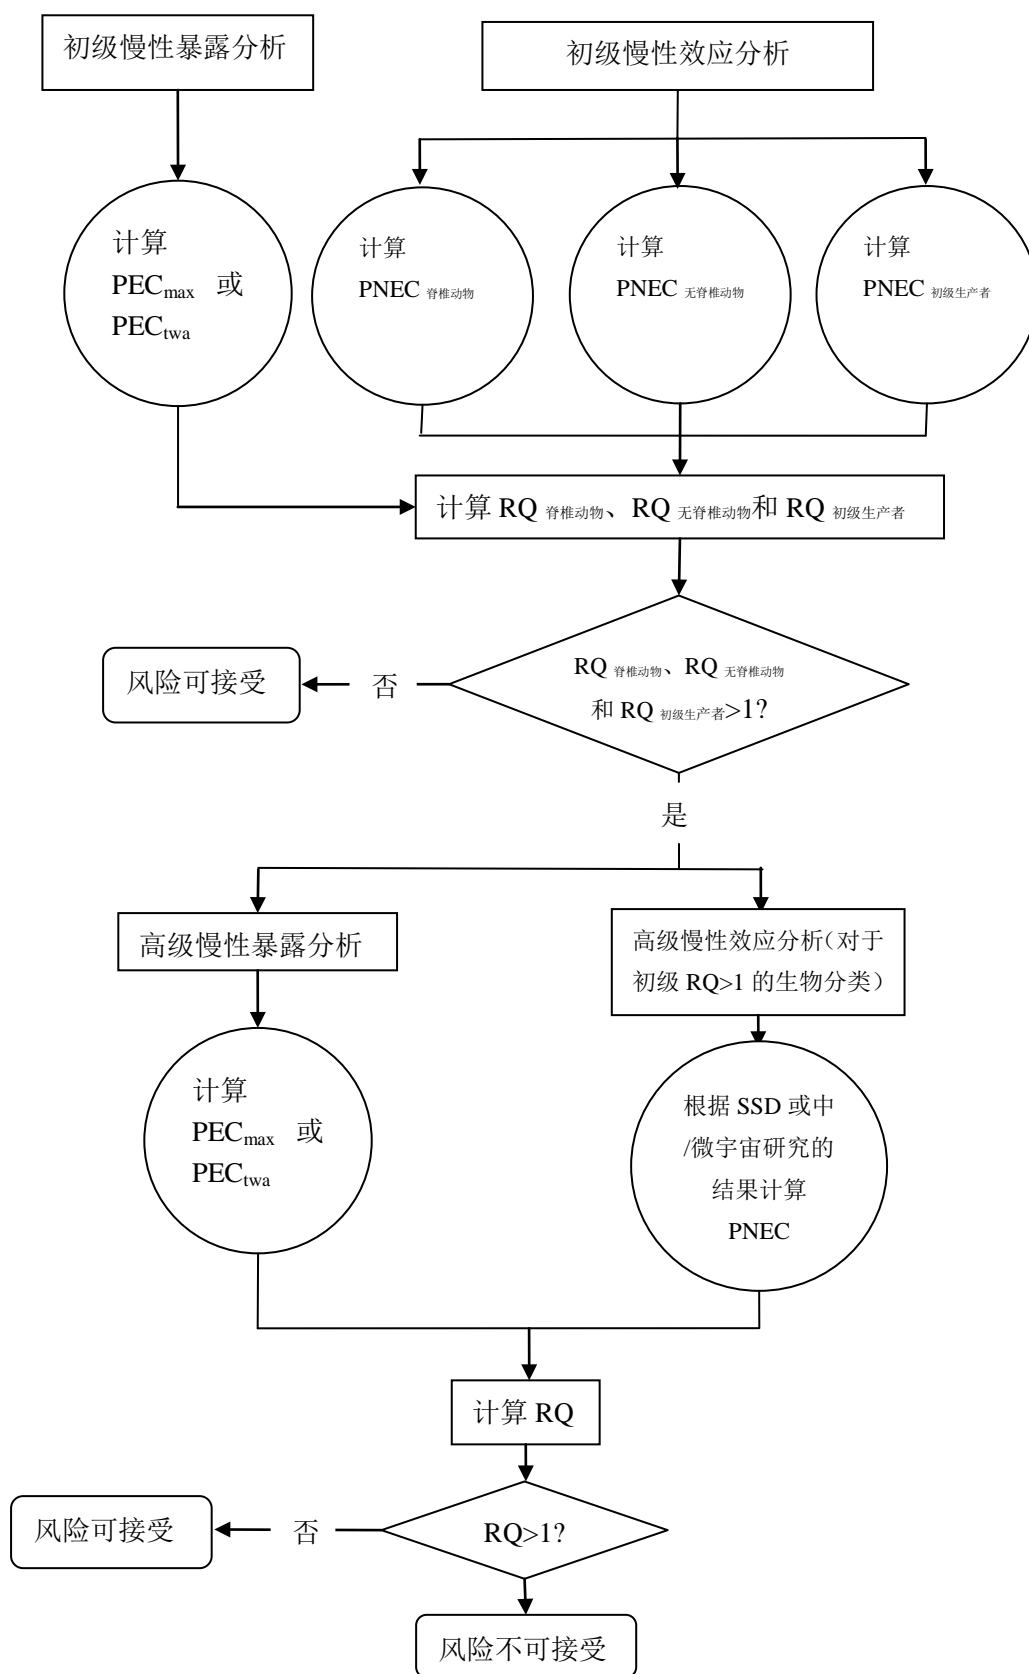 初级慢性暴露分析
初级慢性效应分析
计算
PECmax 或
PECtwa
计算
PNEC 脊椎动物
计算
PNEC 无脊椎动物
计算
PNEC 初级生产者
计算 RQ 脊椎动物、RQ 无脊椎动物和 RQ 初级生产者
RQ 脊椎动物、RQ 无脊椎动物
和 RQ 初级生产者>1?
否
风险可接受
是
高级慢性暴露分析
高级慢性效应分析（对于
初级 RQ>1 的生物分类）
计算
PECmax 或
PECtwa
根据 SSD 或中
/微宇宙研究的
结果计算
PNEC
计算 RQ
RQ>1?
否
风险可接受
风险不可接受